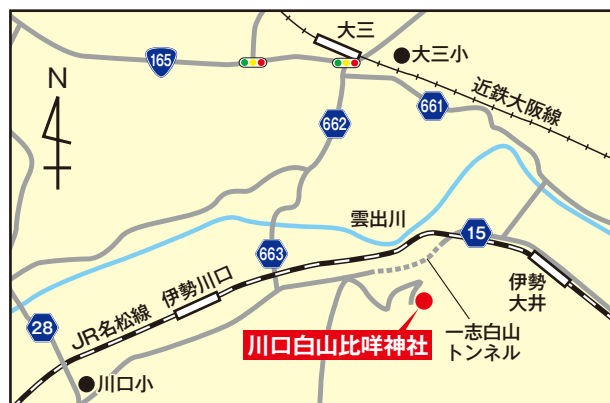 大三
大三小
165
近鉄大阪線
N
661
662
雲出川
15
663
伊勢川口
伊勢
大井
JR名松線
28
一志白山
トンネル
川口白山比咩神社
川口小